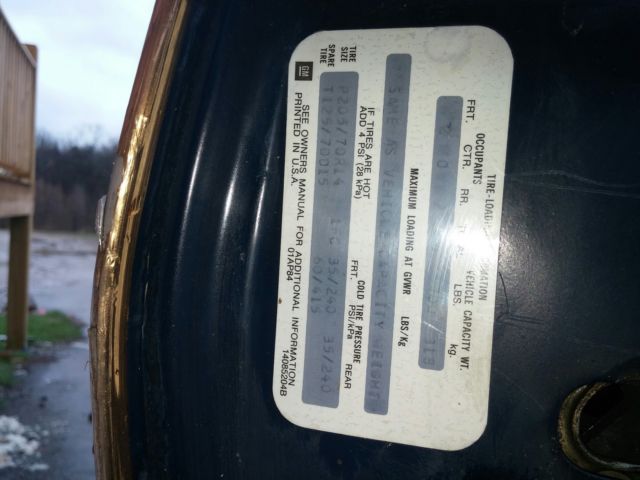 TIRE-LOADING INFORMATION
OCCUPANTS VEHICLE CAPACITY WT.
FRT. CTR. RR. LBS. kg.
MAXIMUM LOADING AT GVWR LBS/Kg
*SAME AS VEHICLE CAPACITY WEIGHT
IF TIRES ARE HOT
ADD 4 PSI (28 kPa)
COLD TIRE PRESSURE
PSI/kPa
TIRE SIZE FRT. REAR
P205/70R14 35/240 35/240
SPARE TIRE T125/70D15 60/415
GM
SEE OWNERS MANUAL FOR ADDITIONAL INFORMATION
PRINTED IN U.S.A. 01AP84 14085204B